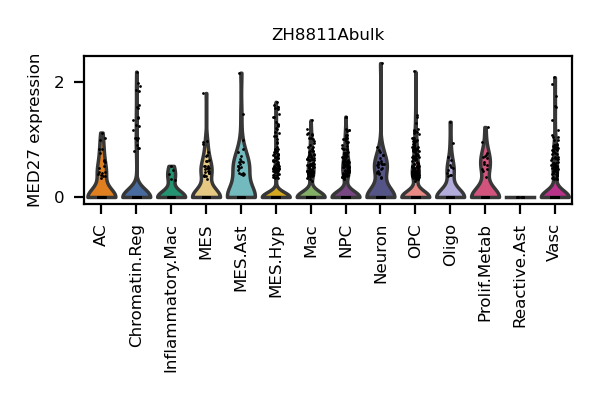 ZH8811Abulk
MED27 expression
2
0
AC
Chromatin.Reg
Inflammatory.Mac
MES
MES.Ast
MES.Hyp
Mac
NPC
Neuron
OPC
Oligo
Prolif.Metab
Reactive.Ast
Vasc